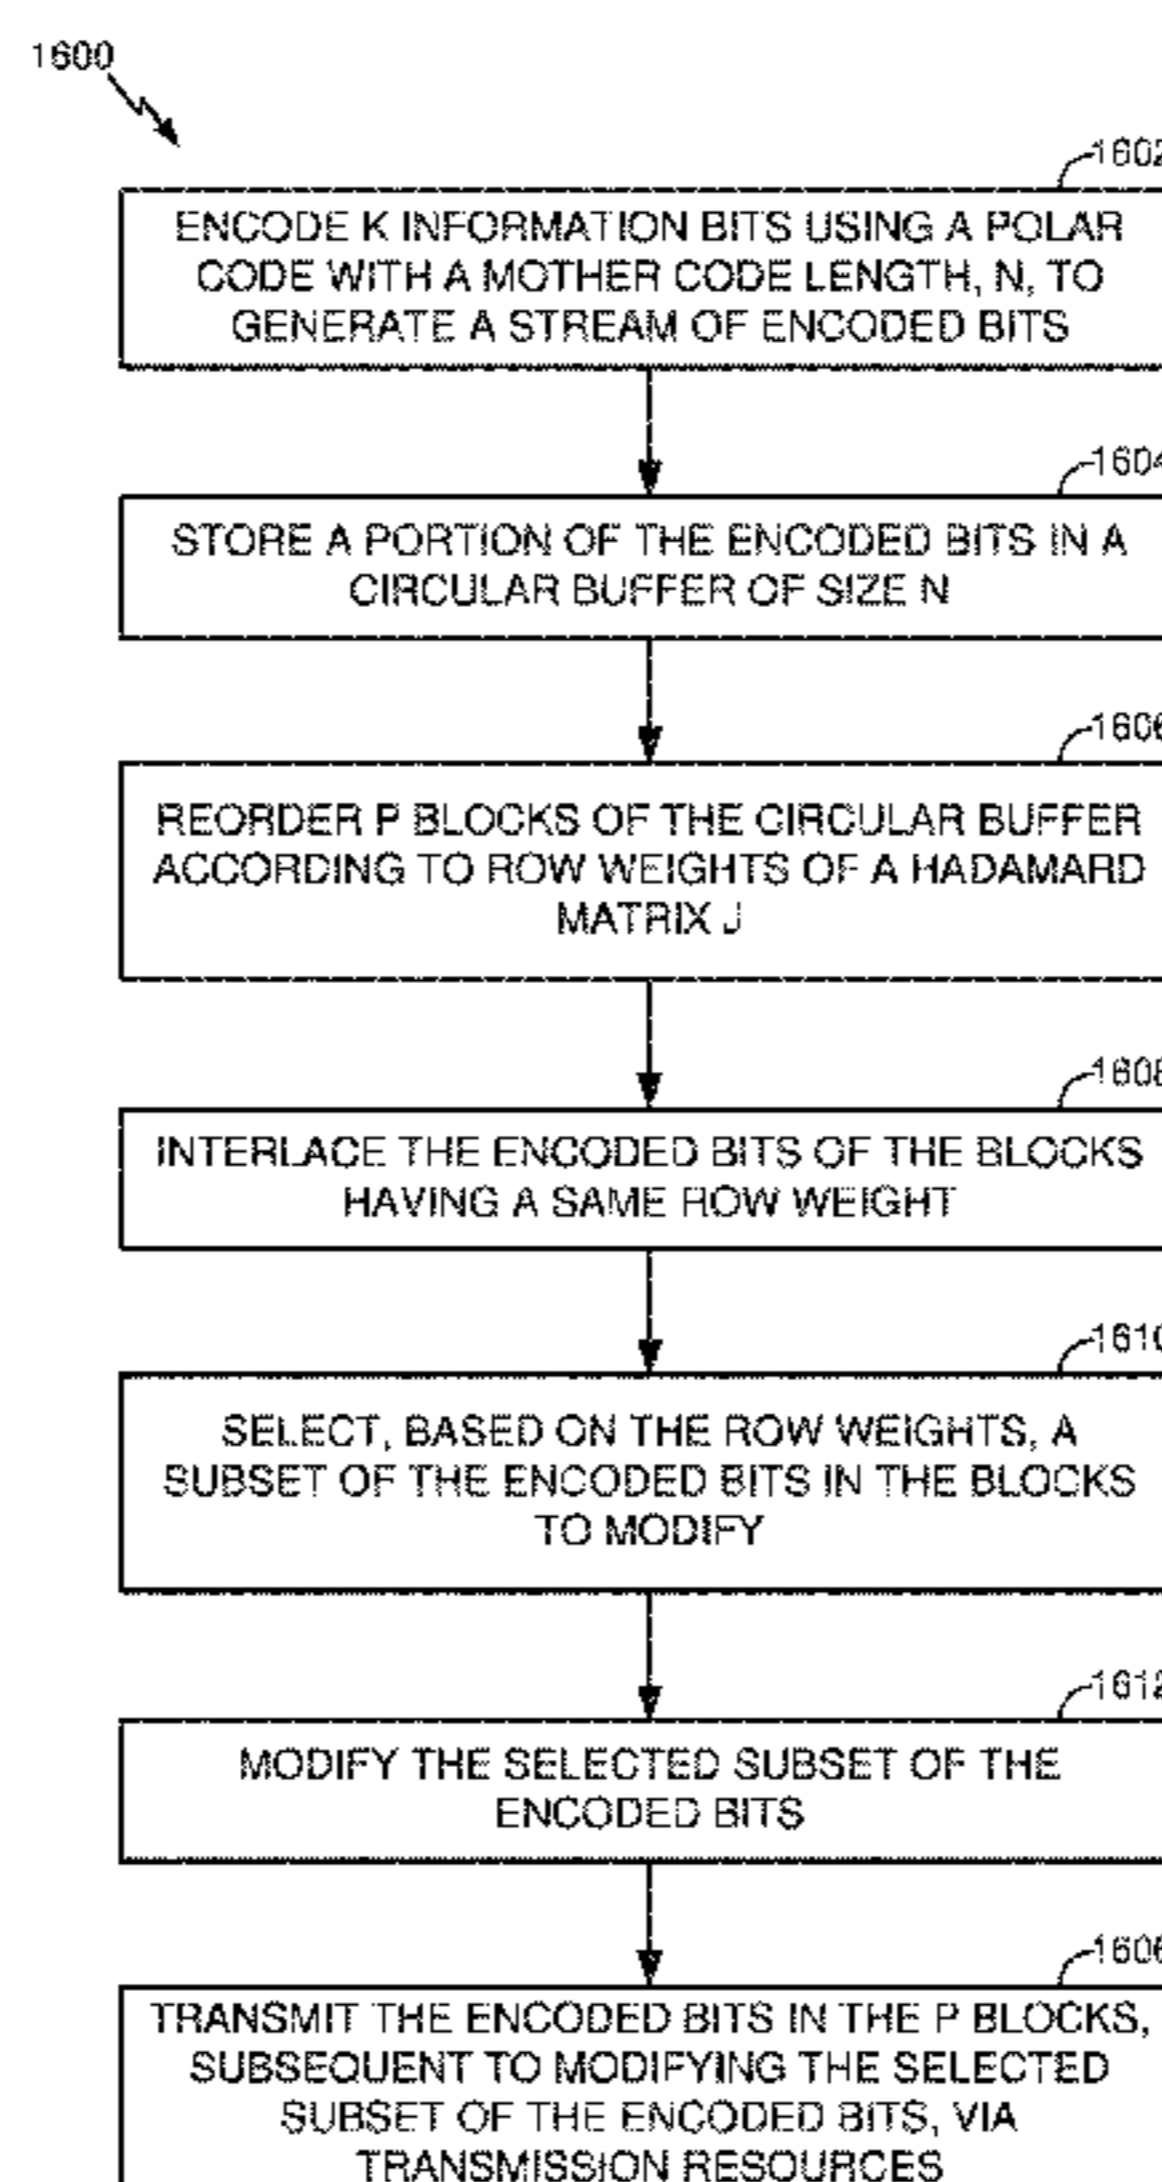 1600
1602
ENCODE K INFORMATION BITS USING A POLAR
CODE WITH A MOTHER CODE LENGTH, N, TO
GENERATE A STREAM OF ENCODED BITS
1604
STORE A PORTION OF THE ENCODED BITS IN A
CIRCULAR BUFFER OF SIZE N
1606
REORDER P BLOCKS OF THE CIRCULAR BUFFER
ACCORDING TO ROW WEIGHTS OF A HADAMARD
MATRIX J
1608
INTERLACE THE ENCODED BITS OF THE BLOCKS
HAVING A SAME ROW WEIGHT
1610
SELECT, BASED ON THE ROW WEIGHTS, A
SUBSET OF THE ENCODED BITS IN THE BLOCKS
TO MODIFY
1612
MODIFY THE SELECTED SUBSET OF THE
ENCODED BITS
1606
TRANSMIT THE ENCODED BITS IN THE P BLOCKS,
SUBSEQUENT TO MODIFYING THE SELECTED
SUBSET OF THE ENCODED BITS, VIA
TRANSMISSION RESOURCES